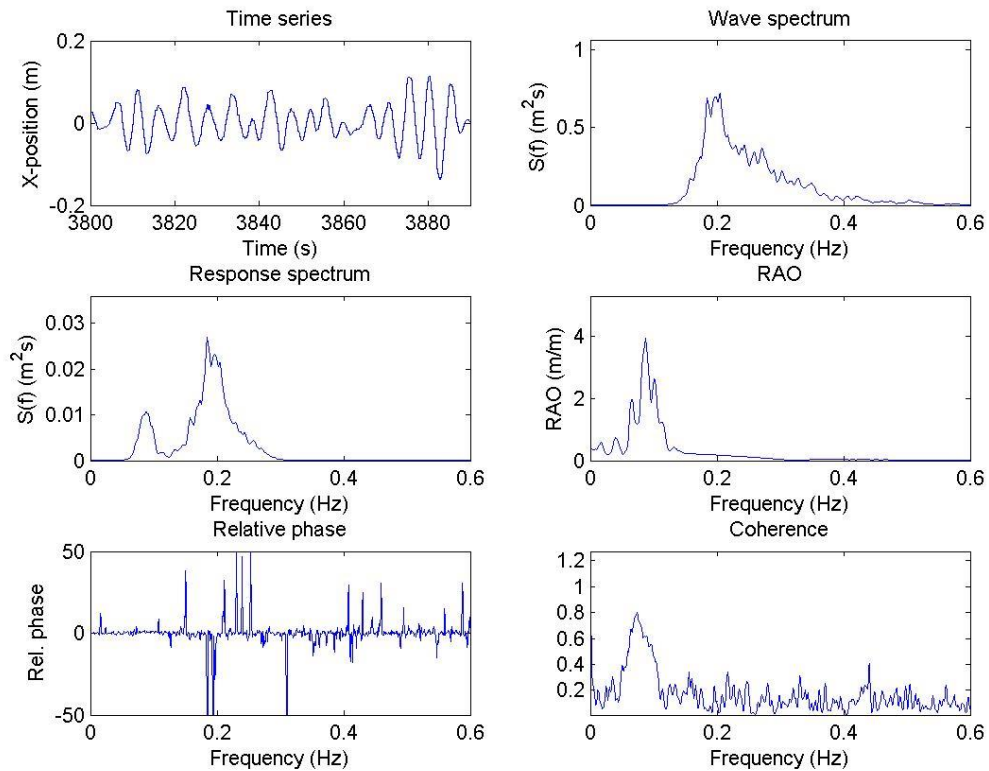 Time series
0.2
0
-0.2
X-position (m)
3800 3820 3840 3860 3880
Time (s)
Wave spectrum
1
0.5
0
S(f) (m²s)
0 0.2 0.4 0.6
Frequency (Hz)
Response spectrum
0.03
0.02
0.01
0
S(f) (m²s)
0 0.2 0.4 0.6
Frequency (Hz)
RAO
4
2
0
RAO (m/m)
0 0.2 0.4 0.6
Frequency (Hz)
Relative phase
50
0
-50
Rel. phase
0 0.2 0.4 0.6
Frequency (Hz)
Coherence
1.2
1
0.8
0.6
0.4
0.2
0 0.2 0.4 0.6
Frequency (Hz)